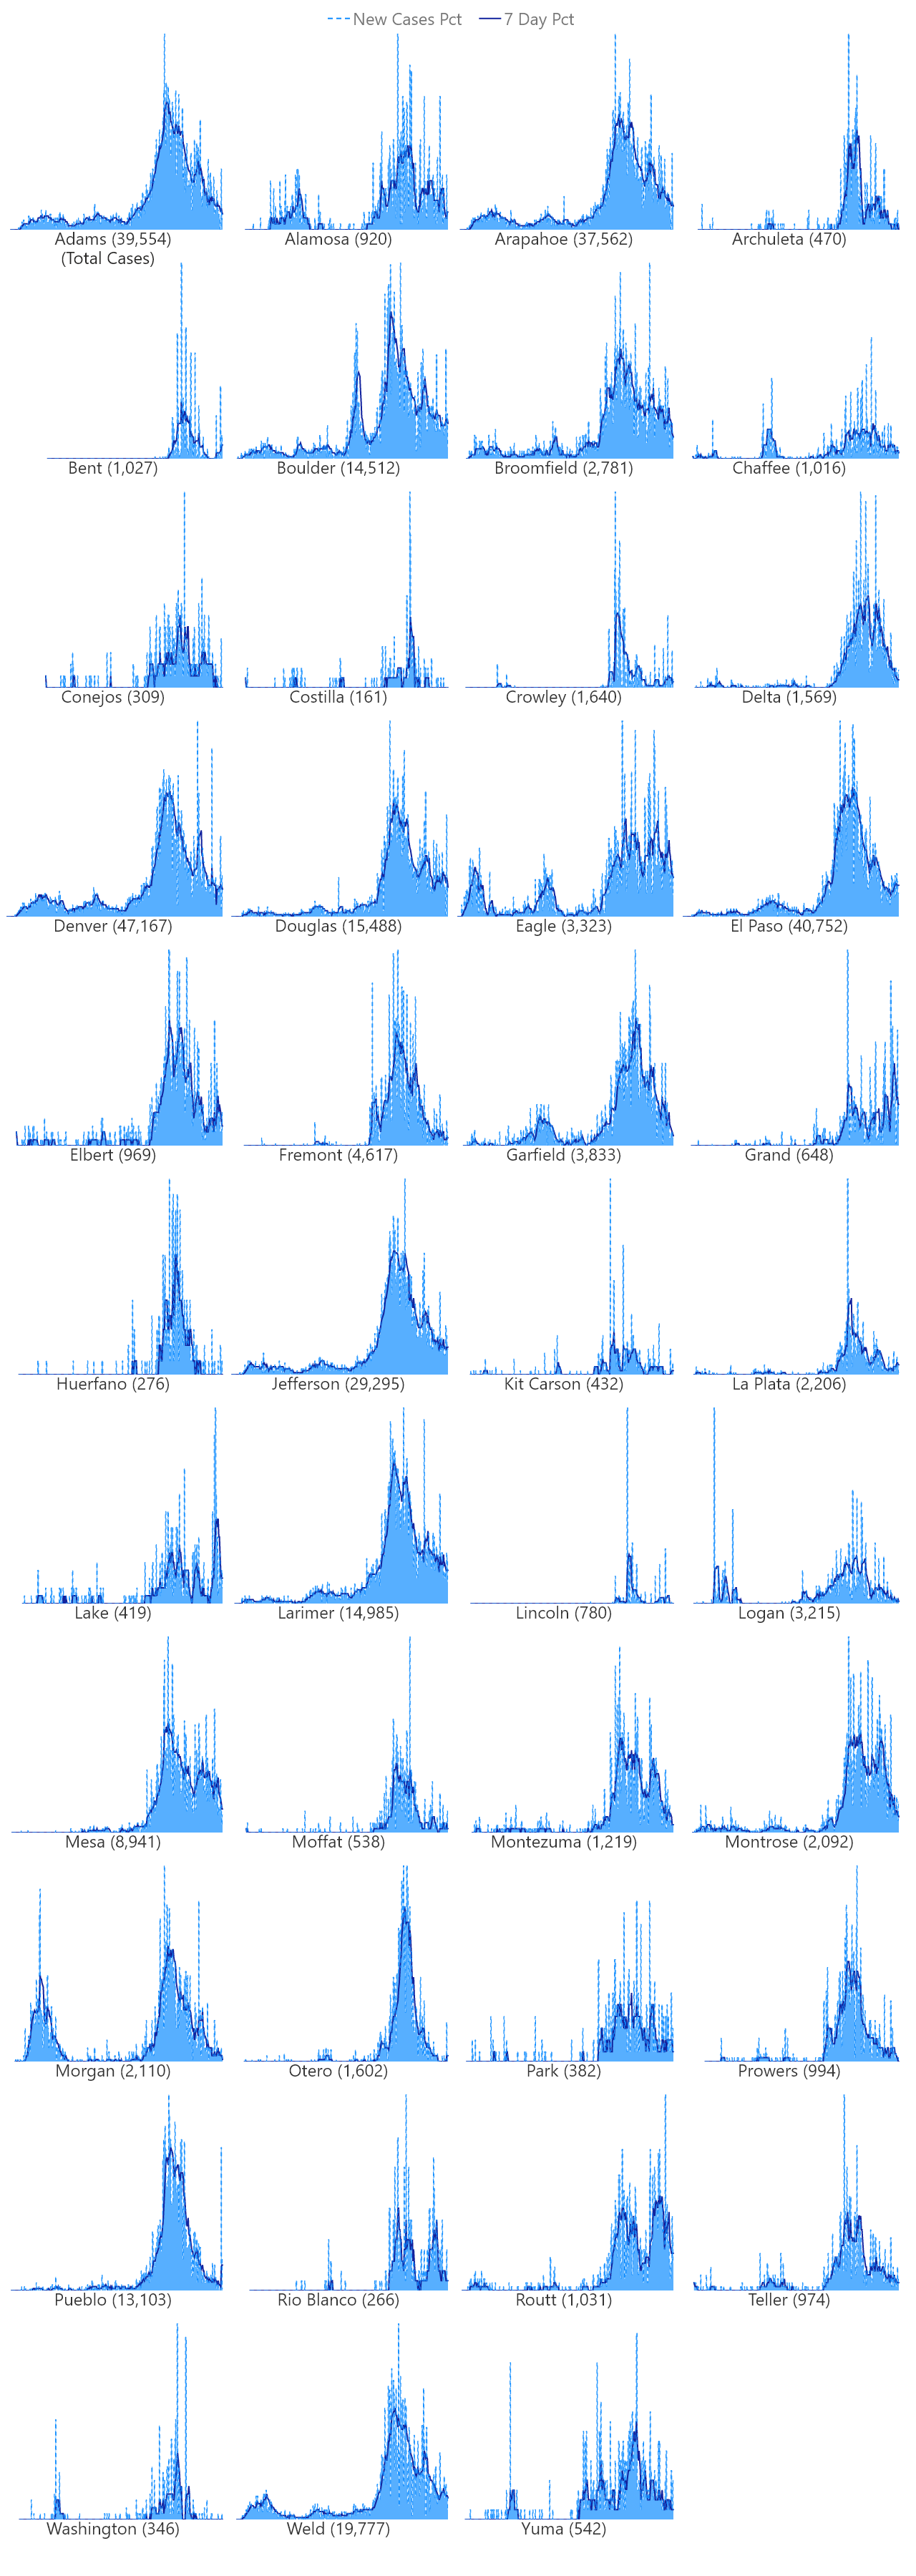 New Cases Pct 7 Day Pct
Adams (39,554) Alamosa (920) Arapahoe (37,562) Archuleta (470)
(Total Cases)
Bent (1,027) Boulder (14,512) Broomfield (2,781) Chaffee (1,016)
Conejos (309) Costilla (161) Crowley (1,640) Delta (1,569)
Denver (47,167) Douglas (15,488) Eagle (3,323) El Paso (40,752)
Elbert (969) Fremont (4,617) Garfield (3,833) Grand (648)
Huerfano (276) Jefferson (29,295) Kit Carson (432) La Plata (2,206)
Lake (419) Larimer (14,985) Lincoln (780) Logan (3,215)
Mesa (8,941) Moffat (538) Montezuma (1,219) Montrose (2,092)
Morgan (2,110) Otero (1,602) Park (382) Prowers (994)
Pueblo (13,103) Rio Blanco (266) Routt (1,031) Teller (974)
Washington (346) Weld (19,777) Yuma (542)